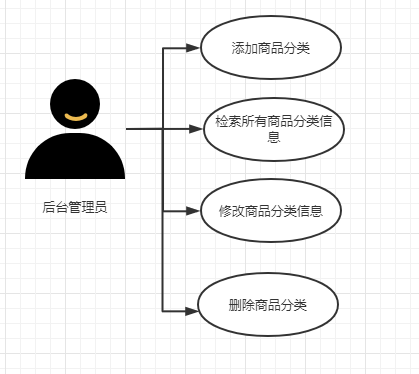 添加商品分类
检索所有商品分类信
息
后台管理员
修改商品分类信息
删除商品分类